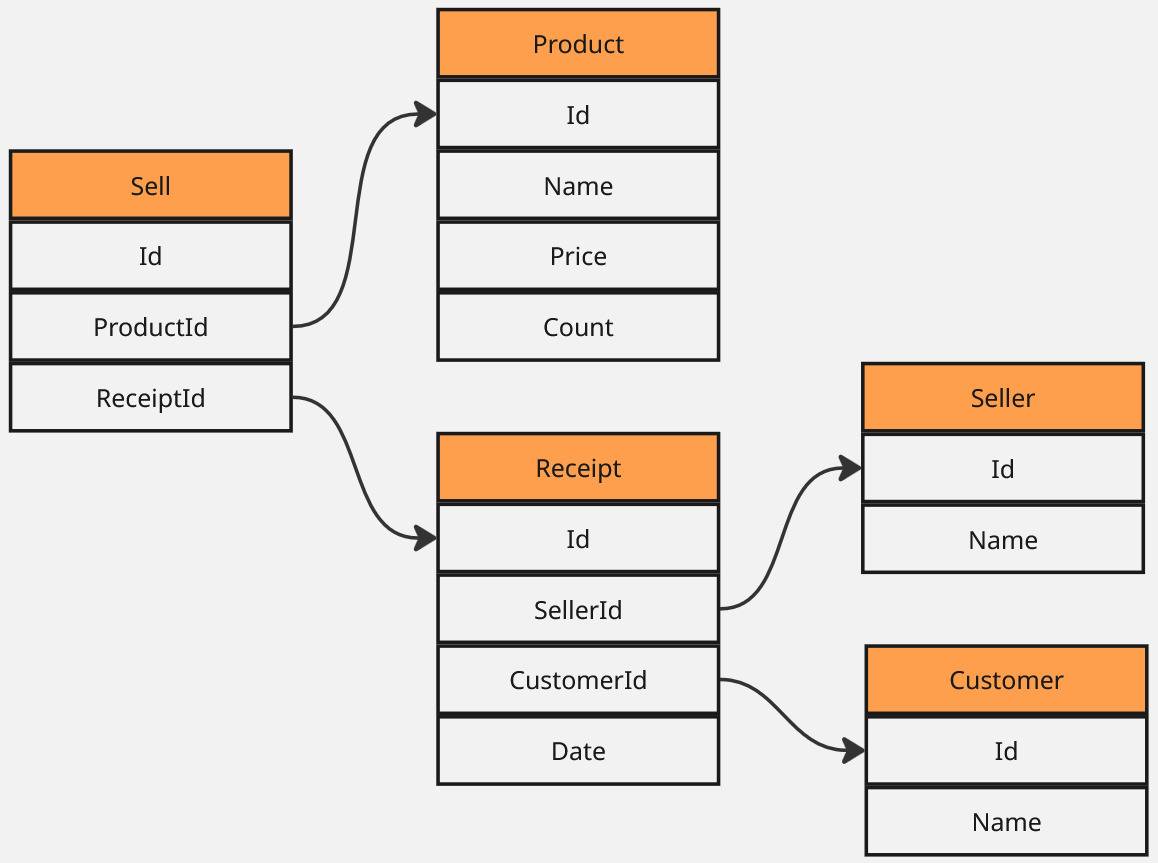 Product
Id
Name
Price
Count
Sell
Id
ProductId
ReceiptId
Receipt
Id
SellerId
CustomerId
Date
Seller
Id
Name
Customer
Id
Name